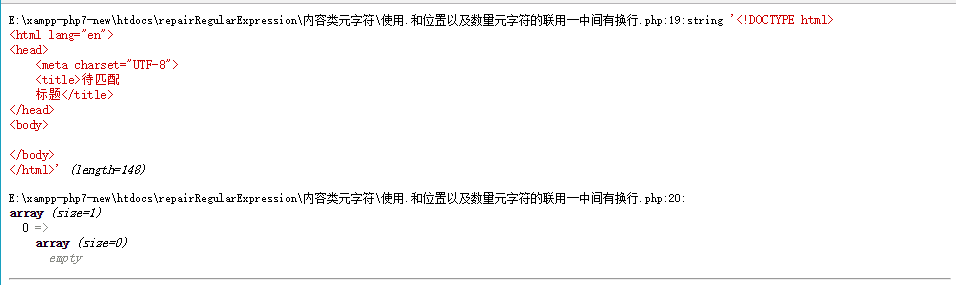 E:\xampp-php7-new\htdocs\repairRegularExpression\内容类元字符\使用.和位置以及数量元字符的联用一中间有换行.php:19:string '<!DOCTYPE html>
<html lang="en">
<head>
    <meta charset="UTF-8">
    <title>待匹配
    标题</title>
</head>
<body>

</body>
</html>' (length=148)
E:\xampp-php7-new\htdocs\repairRegularExpression\内容类元字符\使用.和位置以及数量元字符的联用一中间有换行.php:20:
array (size=1)
  0 =>
    array (size=0)
      empty